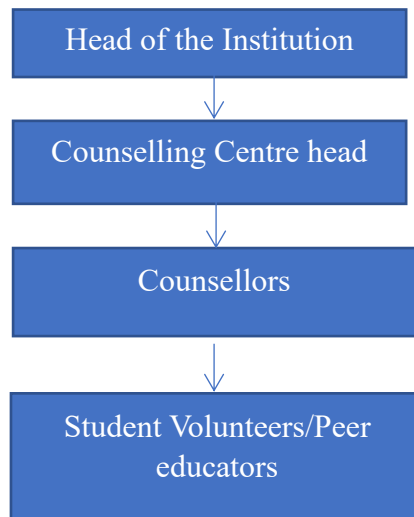 Head of the Institution
Counselling Centre head
Counsellors
Student Volunteers/Peer
educators